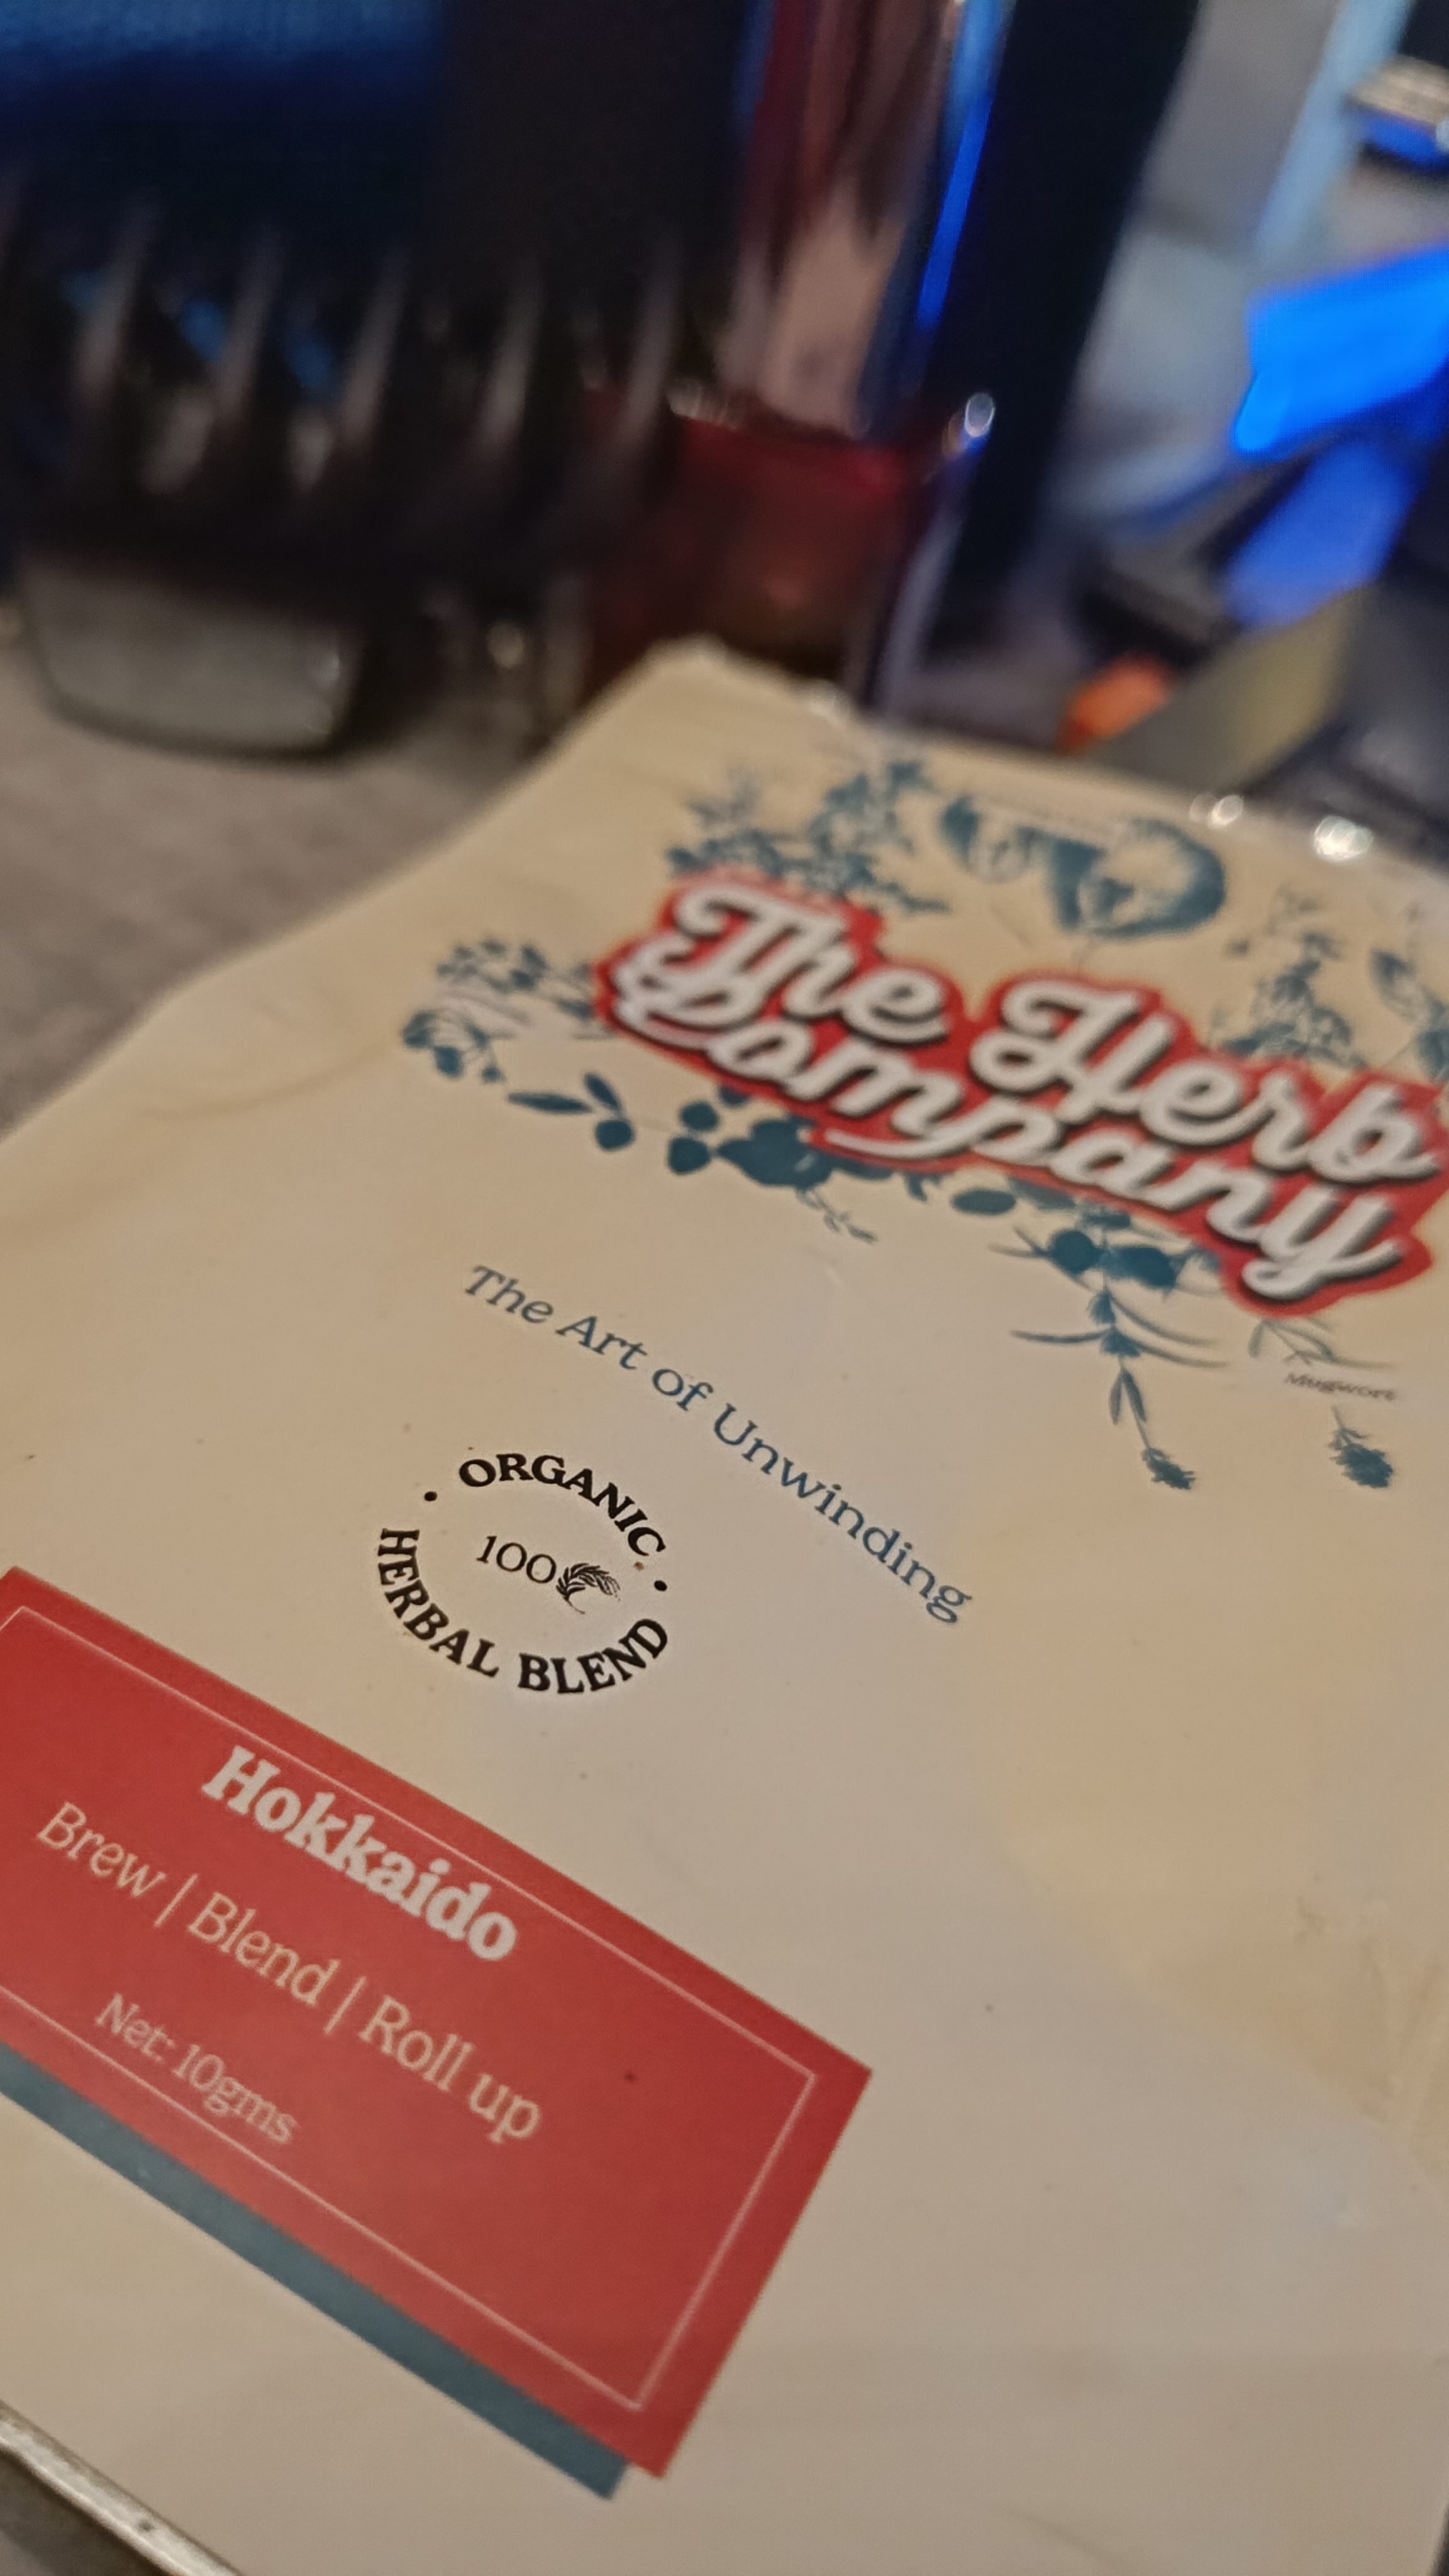 The Herb
Company
Mugwort
The Art of Unwinding
ORGANIC
100
HERBAL BLEND
Hokkaido
Brew | Blend | Roll up
Net: 10gms